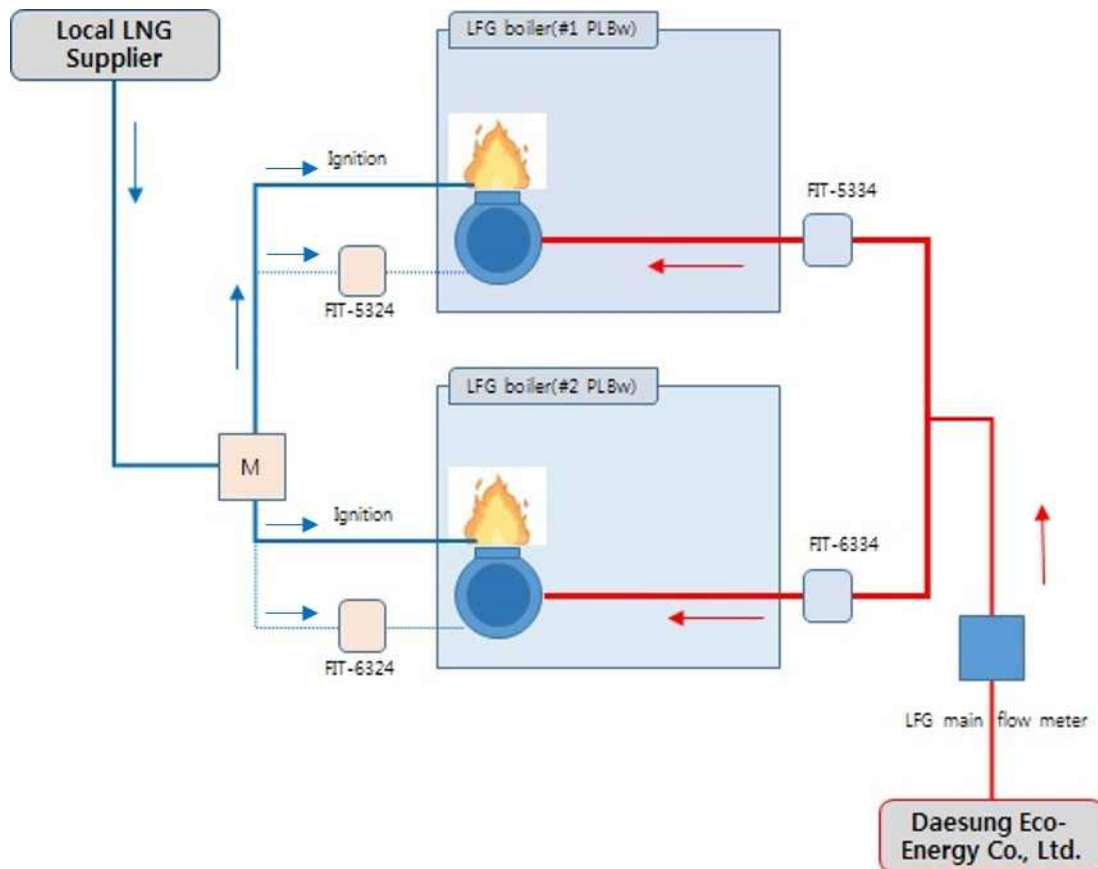 Local LNG
Supplier
LFG boiler(#1 PLBw)
Ignition
FIT-5334
FIT-5324
LFG boiler(#2 PLBw)
M
Ignition
FIT-6334
FIT-6324
LFG main flow meter
Daesung Eco-
Energy Co., Ltd.